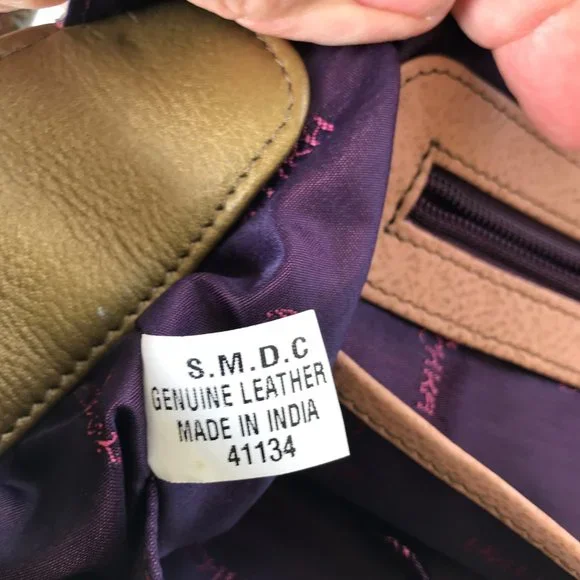 S.M.D.C
GENUINE LEATHER
MADE IN INDIA
41134